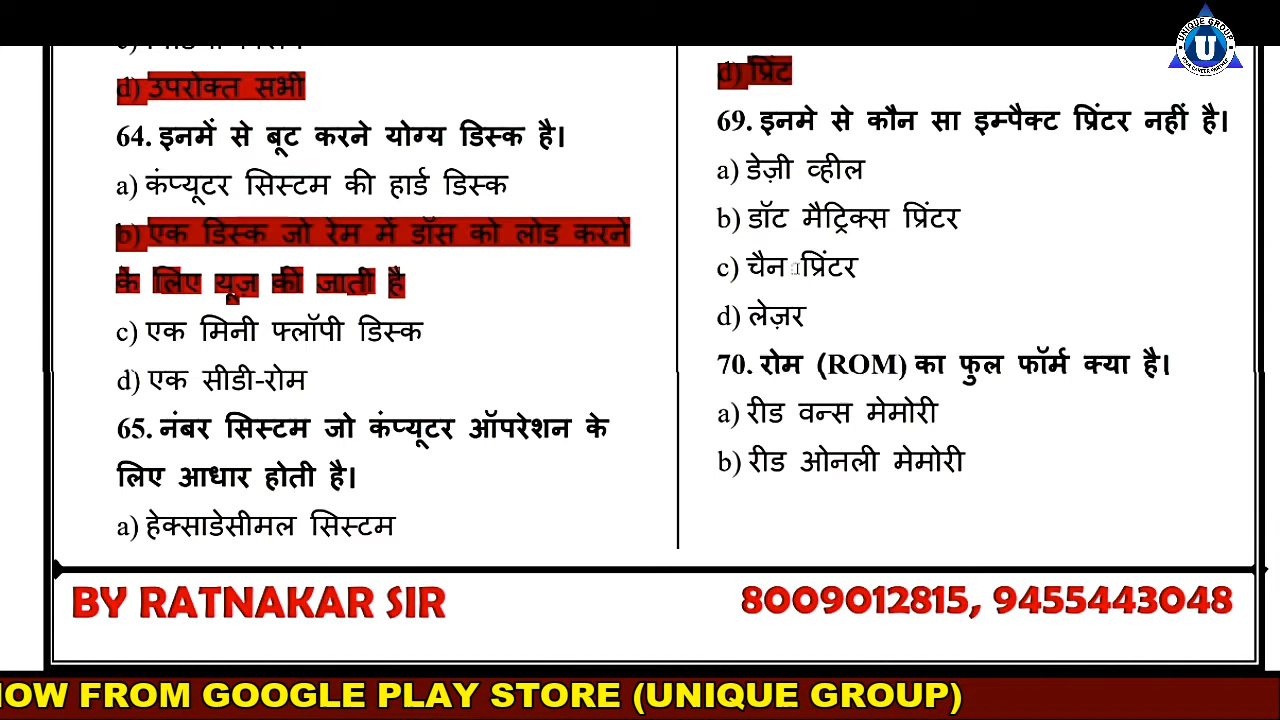 d) उपरोक्त सभी
64. इनमें से बूट करने योग्य डिस्क है।
a) कंप्यूटर सिस्टम की हार्ड डिस्क
b) एक डिस्क जो रेम में डॉस को लोड करने
के लिए यूज़ की जाती है
c) एक मिनी फ्लॉपी डिस्क
d) एक सीडी-रोम
65. नंबर सिस्टम जो कंप्यूटर ऑपरेशन के
लिए आधार होती है।
a) हेक्साडेसीमल सिस्टम
d) प्रिंट
69. इनमे से कौन सा इम्पैक्ट प्रिंटर नहीं है।
a) डेज़ी व्हील
b) डॉट मैट्रिक्स प्रिंटर
c) चैन प्रिंटर
d) लेज़र
70. रोम (ROM) का फुल फॉर्म क्या है।
a) रीड वन्स मेमोरी
b) रीड ओनली मेमोरी
UNIQUE GROUP
U
BY RATNAKAR SIR
8009012815, 9455443048
NOW FROM GOOGLE PLAY STORE (UNIQUE GROUP)